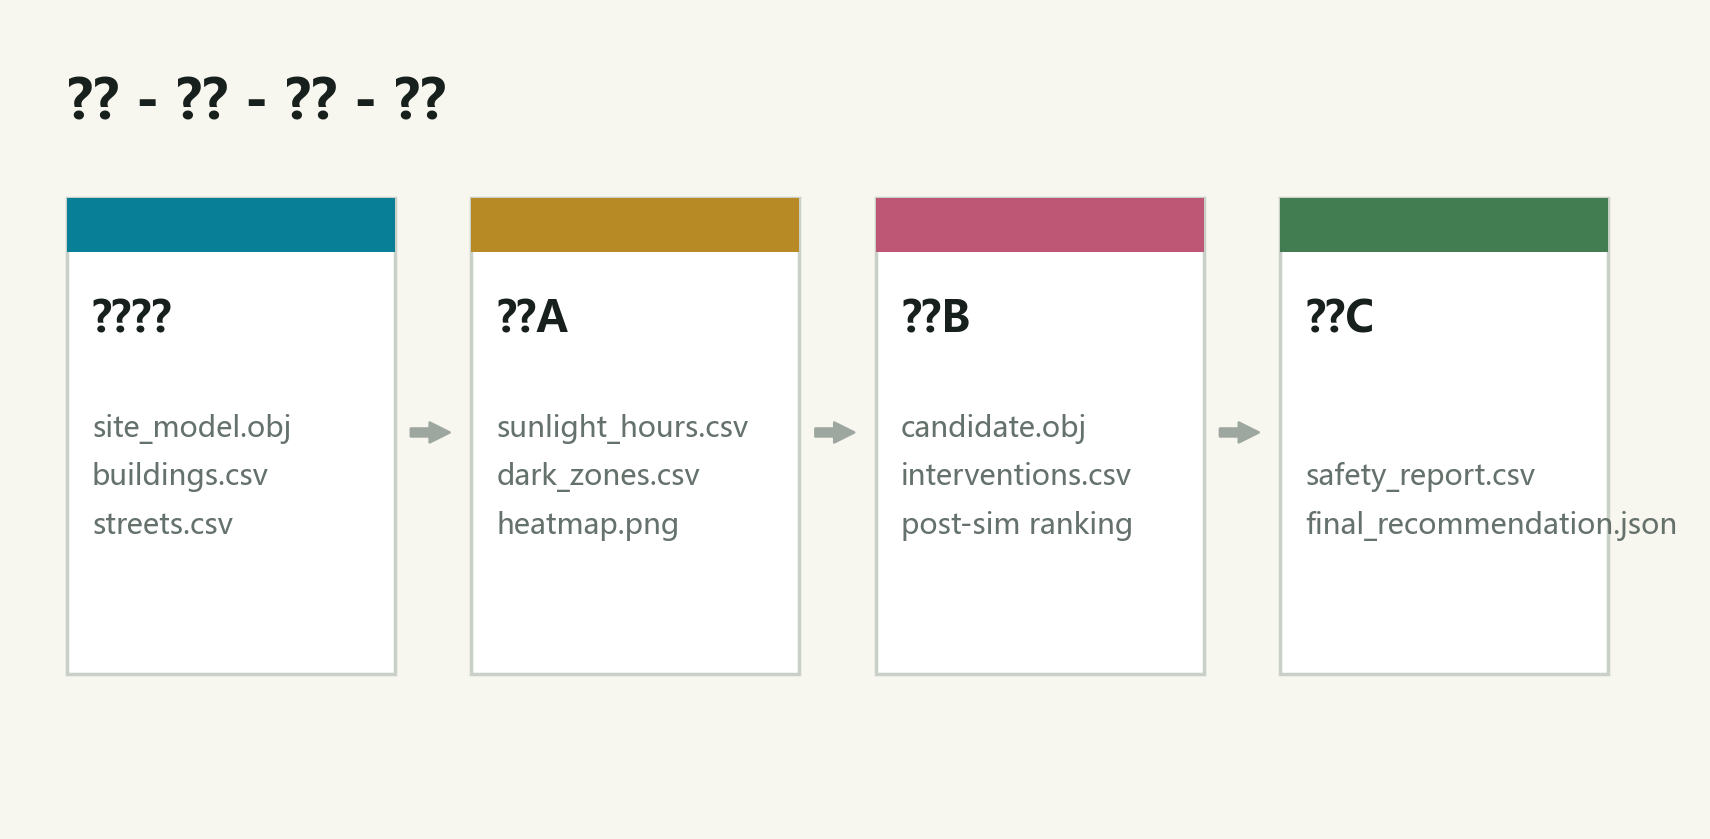 ?? - ?? - ?? - ??
????
site_model.obj
buildings.csv
streets.csv
??A
sunlight_hours.csv
dark_zones.csv
heatmap.png
??B
candidate.obj
interventions.csv
post-sim ranking
??C
safety_report.csv
final_recommendation.json